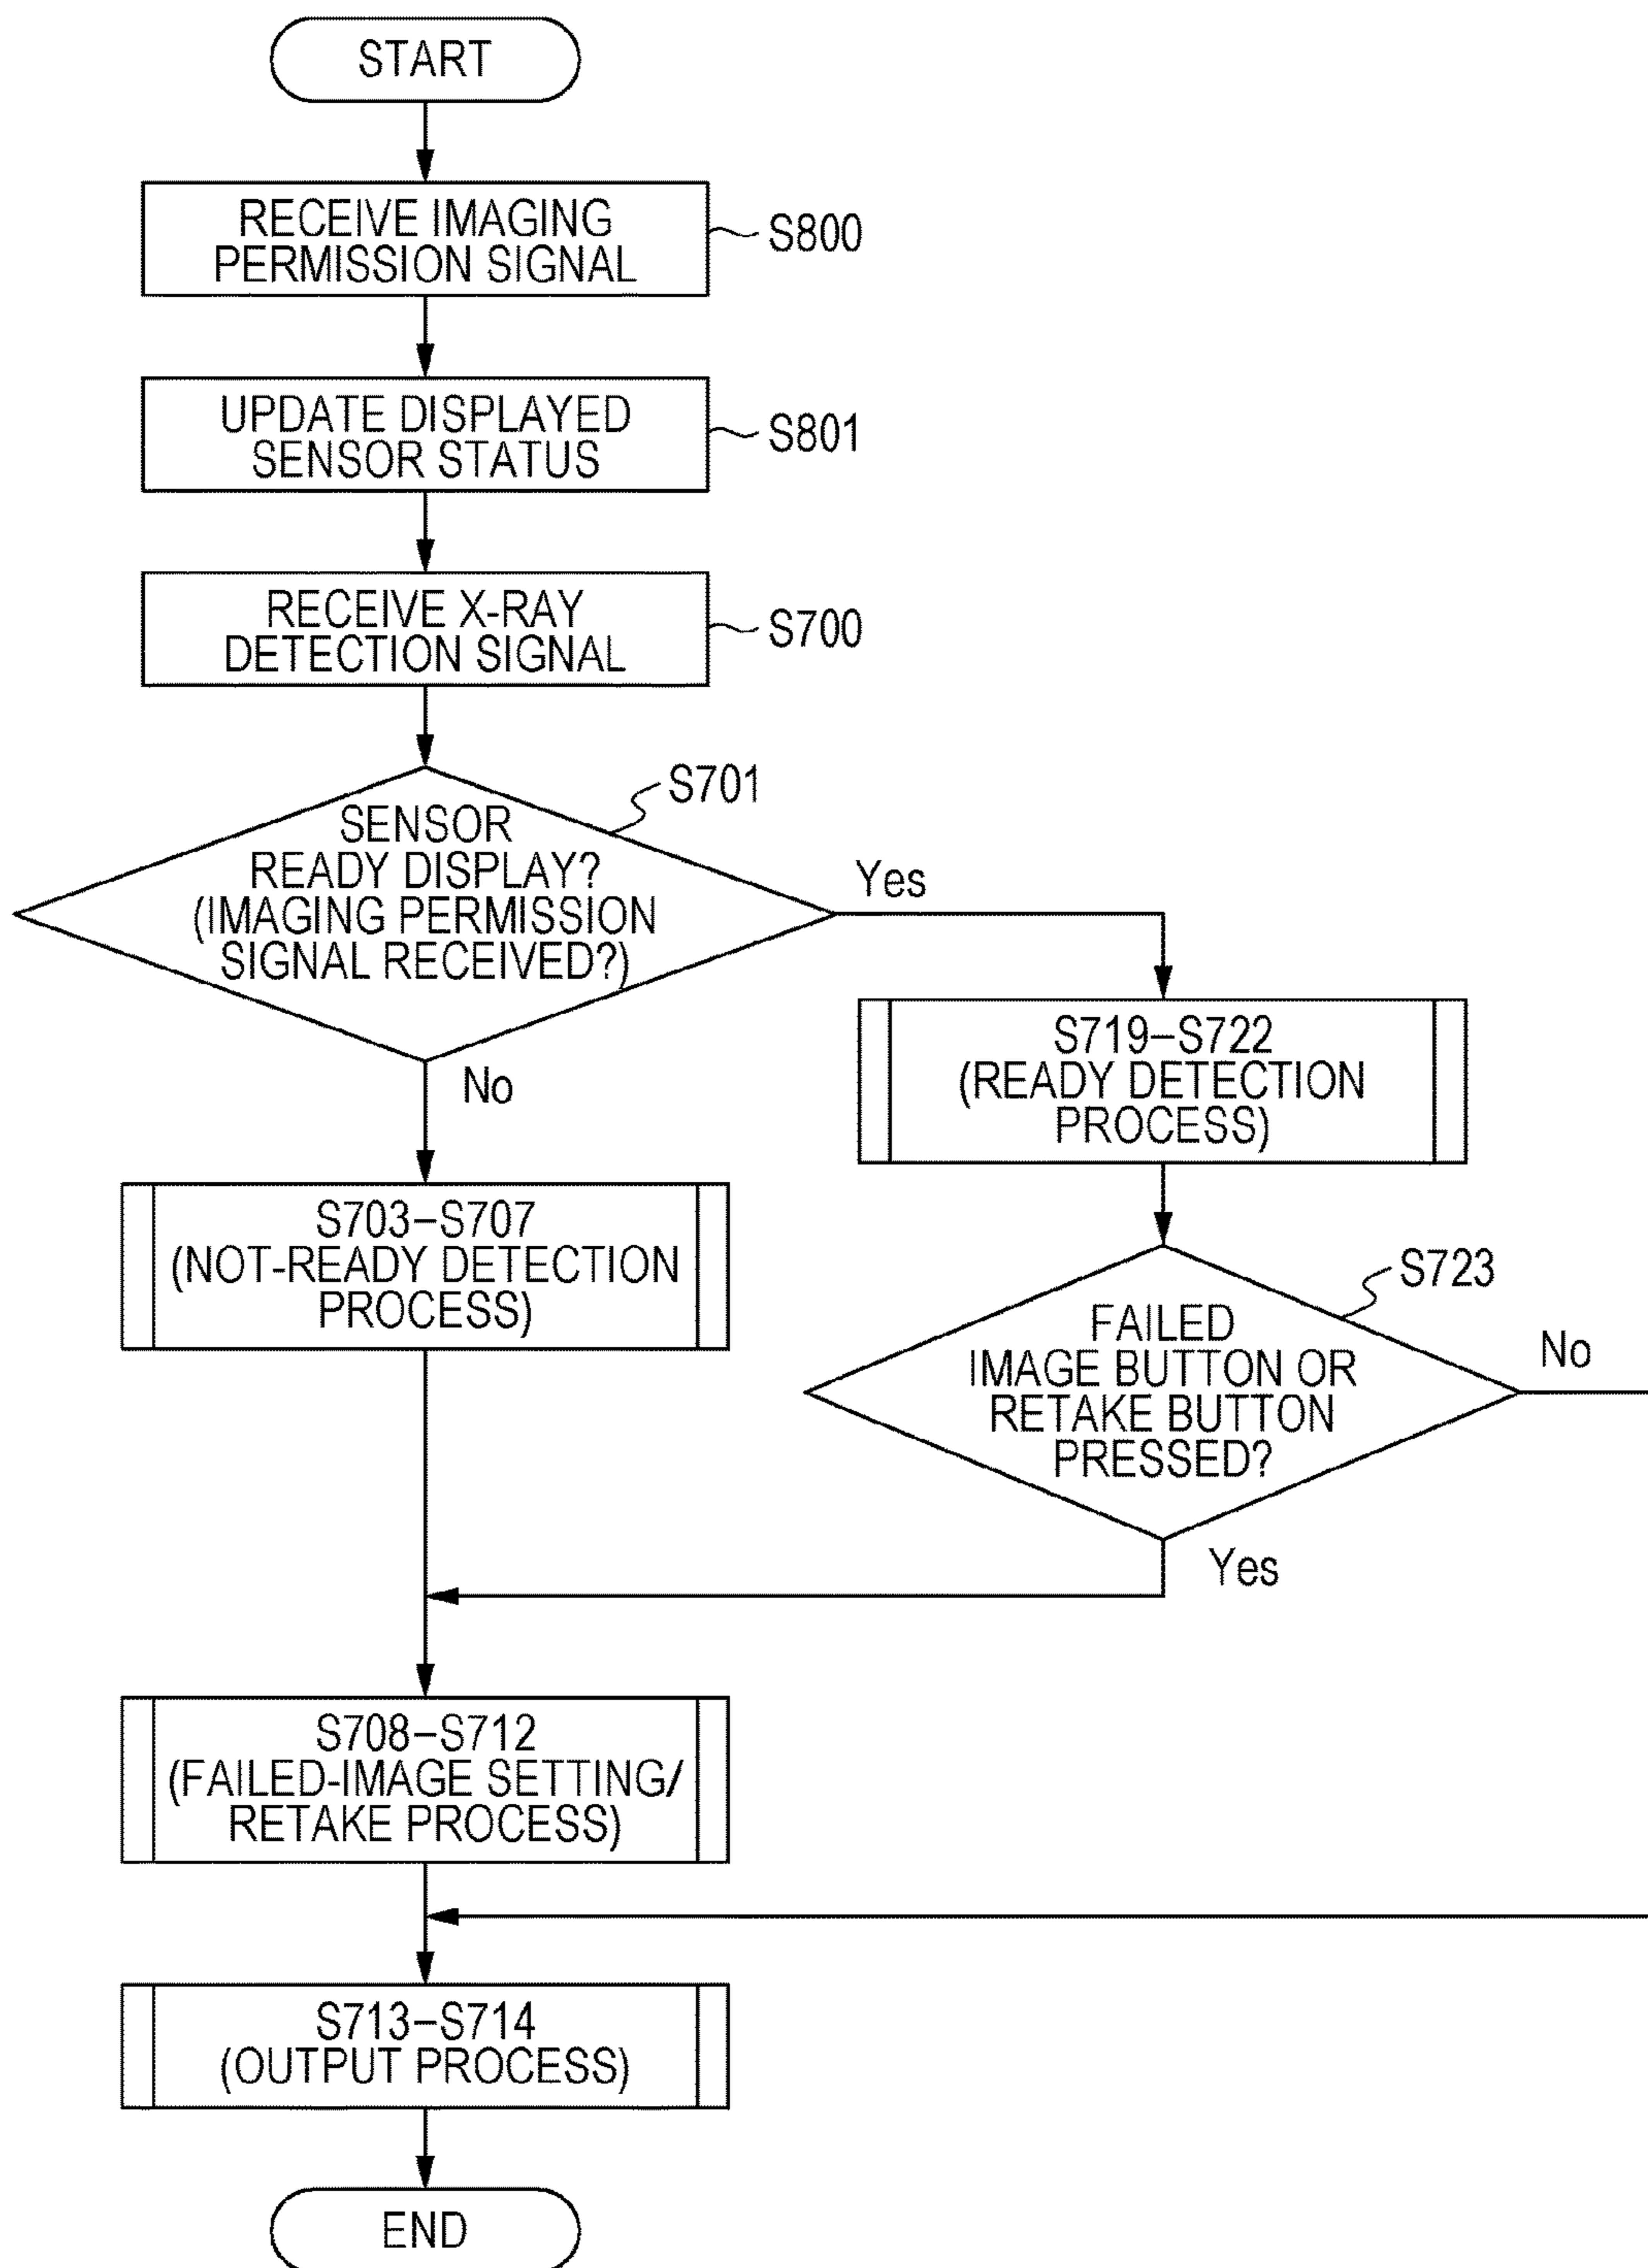 START
RECEIVE IMAGING
PERMISSION SIGNAL
S800
UPDATE DISPLAYED
SENSOR STATUS
S801
RECEIVE X-RAY
DETECTION SIGNAL
S700
S701
SENSOR
READY DISPLAY?
(IMAGING PERMISSION
SIGNAL RECEIVED?)
Yes
No
S719–S722
(READY DETECTION
PROCESS)
S703–S707
(NOT-READY DETECTION
PROCESS)
S723
FAILED
IMAGE BUTTON OR
RETAKE BUTTON
PRESSED?
No
Yes
S708–S712
(FAILED-IMAGE SETTING/
RETAKE PROCESS)
S713–S714
(OUTPUT PROCESS)
END